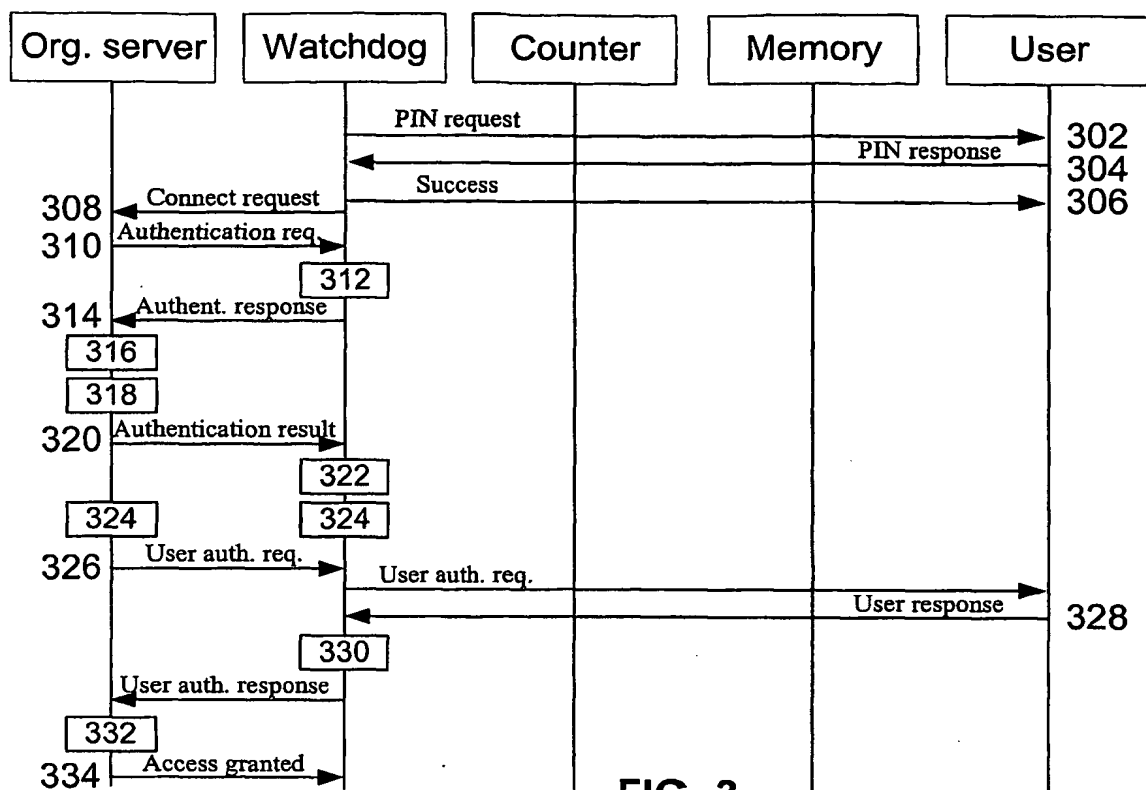 Org. server Watchdog Counter Memory User
PIN request 302
PIN response 304
Success 306
308 Connect request
310 Authentication req.
312
314 Authent. response
316
318
320 Authentication result
322
324 324
326 User auth. req.
User auth. req.
User response 328
330
User auth. response
332
334 Access granted